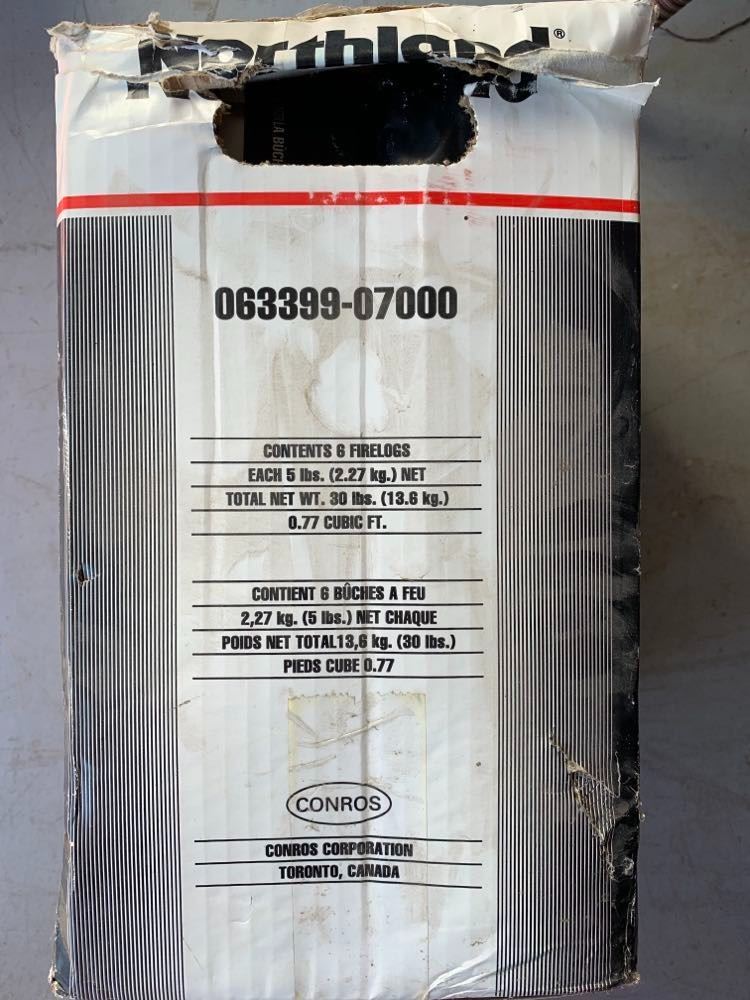 Northland®
LA BÛC
063399-07000
CONTENTS 6 FIRELOGS
EACH 5 lbs. (2.27 kg.) NET
TOTAL NET WT. 30 lbs. (13.6 kg.)
0.77 CUBIC FT.
CONTIENT 6 BÛCHES A FEU
2,27 kg. (5 lbs.) NET CHAQUE
POIDS NET TOTAL13,6 kg. (30 lbs.)
PIEDS CUBE 0.77
CONROS
CONROS CORPORATION
TORONTO, CANADA